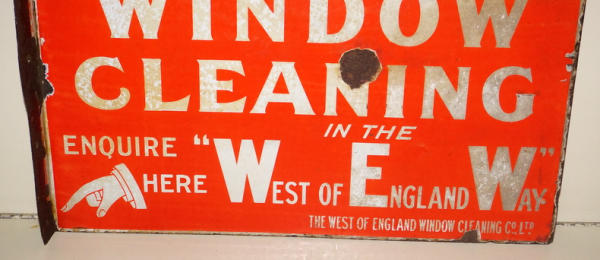 WINDOW
CLEANING
IN THE
ENQUIRE HERE "WEST OF ENGLAND WAY"
THE WEST OF ENGLAND WINDOW CLEANING CO. LTD.